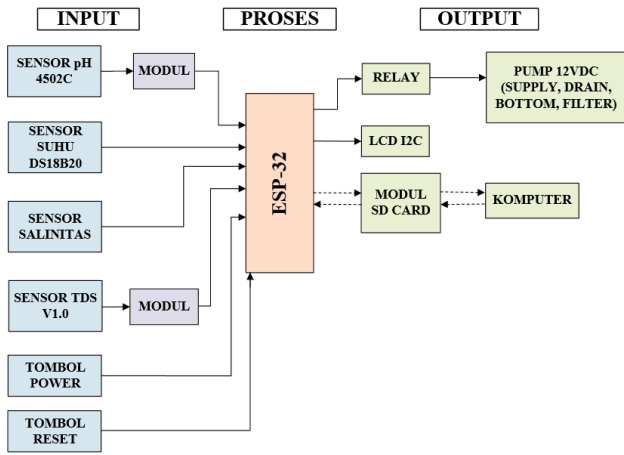 INPUT
PROSES
OUTPUT
SENSOR pH
4502C
MODUL
SENSOR
SUHU
DS18B20
SENSOR
SALINITAS
SENSOR TDS
V1.0
MODUL
TOMBOL
POWER
TOMBOL
RESET
ESP-32
RELAY
PUMP 12VDC
(SUPPLY, DRAIN,
BOTTOM, FILTER)
LCD I2C
MODUL
SD CARD
KOMPUTER